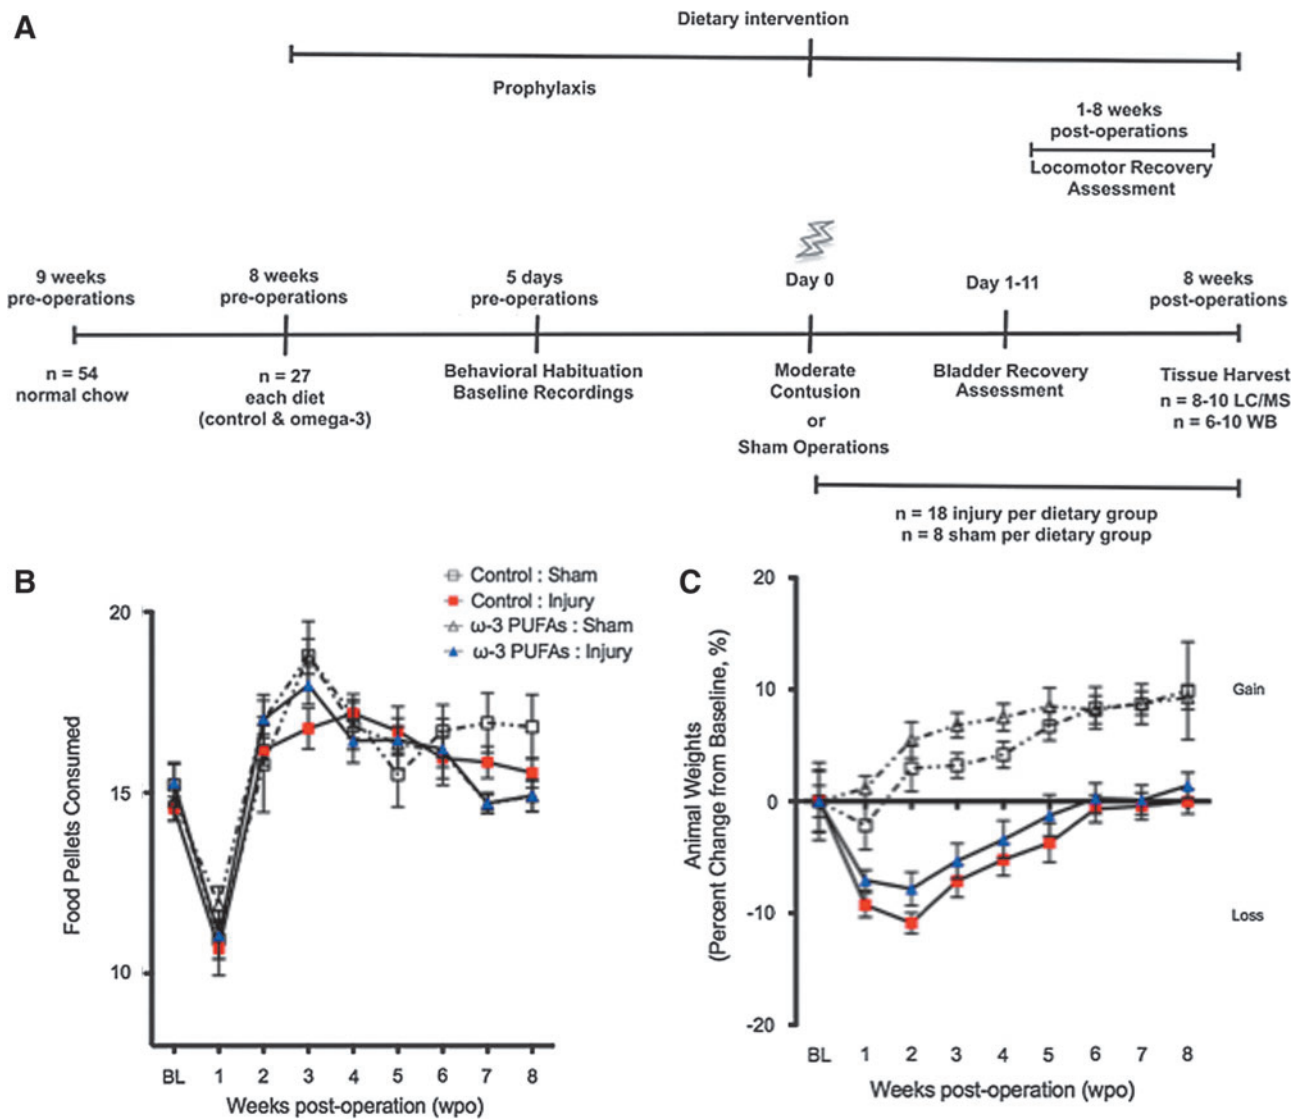 A
Dietary intervention
Prophylaxis
1-8 weeks
post-operations
Locomotor Recovery
Assessment
9 weeks
pre-operations
8 weeks
pre-operations
5 days
pre-operations
Day 0
Day 1-11
8 weeks
post-operations
n = 54
normal chow
n = 27
each diet
(control & omega-3)
Behavioral Habituation
Baseline Recordings
Moderate
Contusion
or
Sham Operations
Bladder Recovery
Assessment
Tissue Harvest
n = 8-10 LC/MS
n = 6-10 WB
n = 18 injury per dietary group
n = 8 sham per dietary group
B
Control : Sham
Control : Injury
ω-3 PUFAs : Sham
ω-3 PUFAs : Injury
Food Pellets Consumed
20
15
10
BL 1 2 3 4 5 6 7 8
Weeks post-operation (wpo)
C
Animal Weights
(Percent Change from Baseline, %)
20
10
0
-10
-20
Gain
Loss
BL 1 2 3 4 5 6 7 8
Weeks post-operation (wpo)